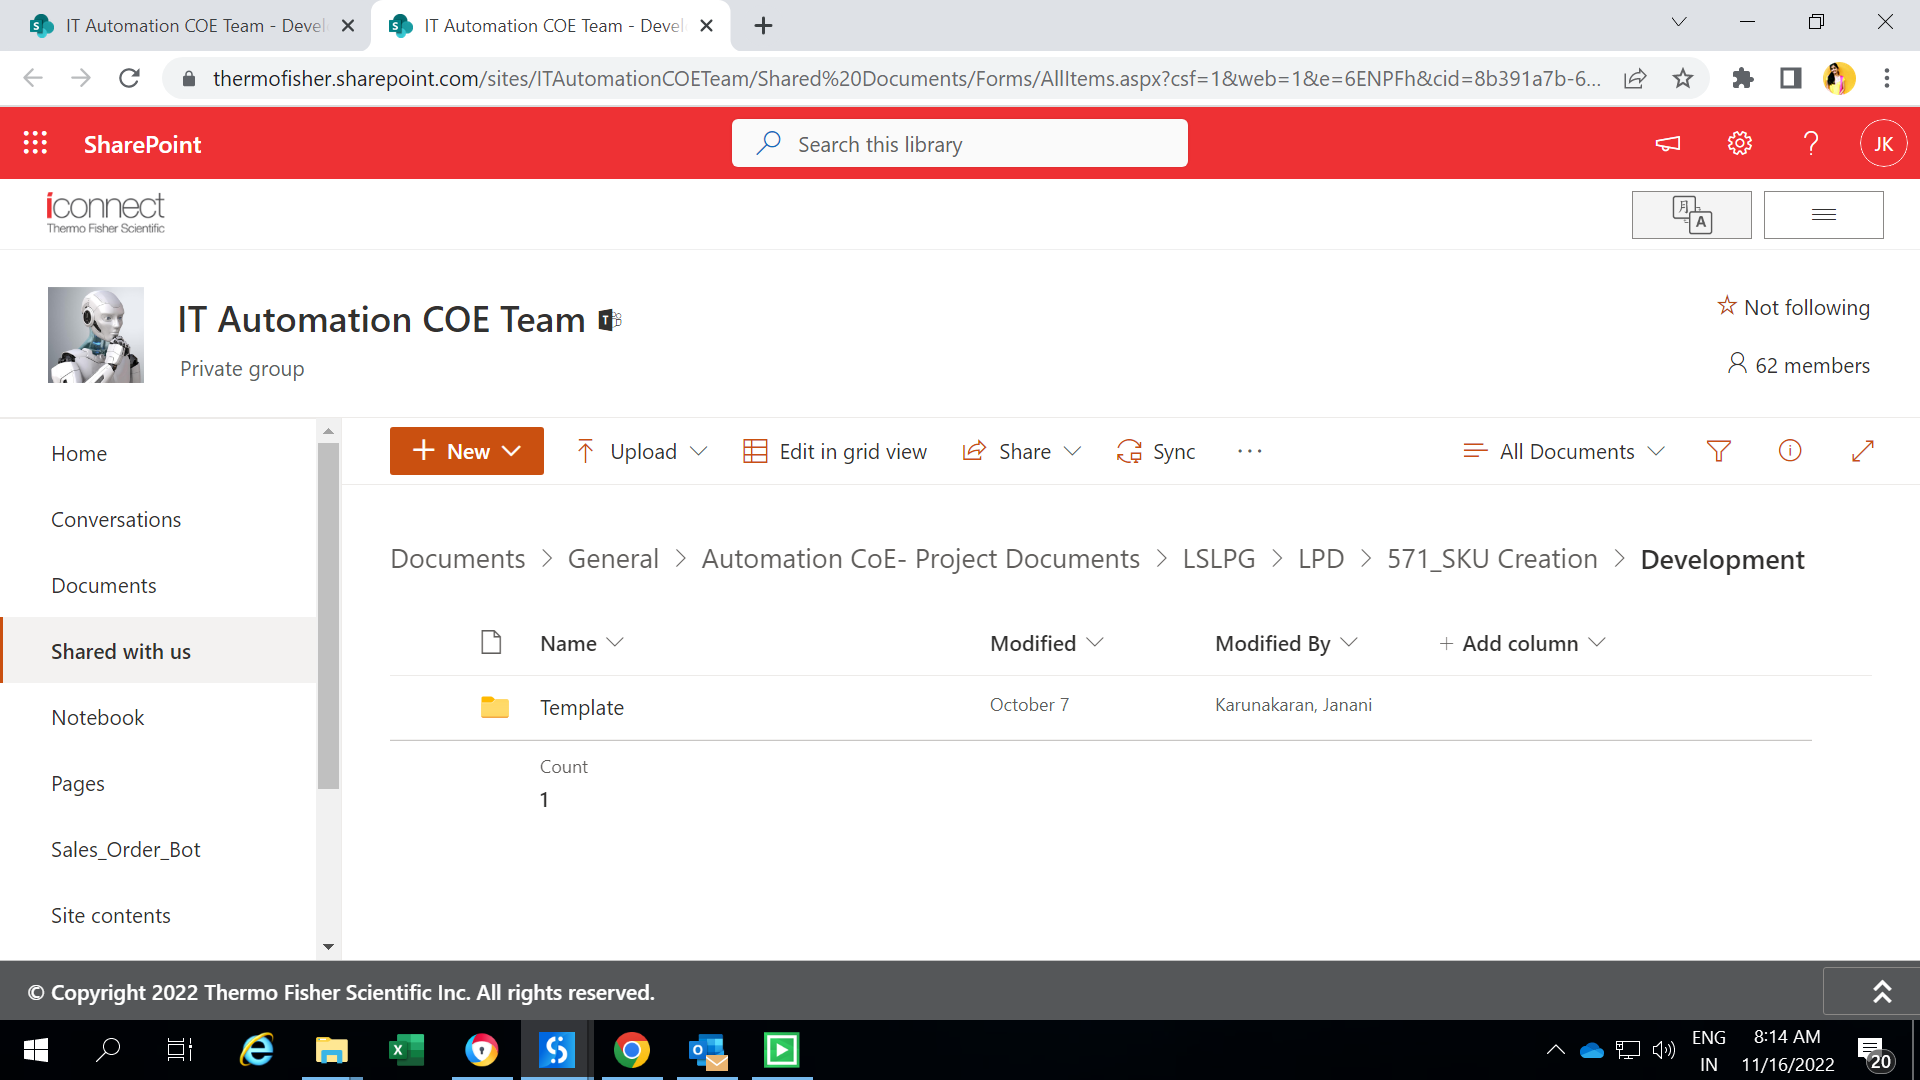 IT Automation COE Team - Devel
IT Automation COE Team - Devel
thermofisher.sharepoint.com/sites/ITAutomationCOETeam/Shared%20Documents/Forms/AllItems.aspx?csf=1&web=1&e=6ENPFh&cid=8b391a7b-6...
SharePoint
Search this library
JK
iconnect
Thermo Fisher Scientific
月 A
IT Automation COE Team
Private group
Not following
62 members
Home
Conversations
Documents
Shared with us
Notebook
Pages
Sales_Order_Bot
Site contents
+ New
Upload
Edit in grid view
Share
Sync
...
All Documents
Documents > General > Automation CoE- Project Documents > LSLPG > LPD > 571_SKU Creation > Development
Name
Modified
Modified By
+ Add column
Template
October 7
Karunakaran, Janani
Count
1
© Copyright 2022 Thermo Fisher Scientific Inc. All rights reserved.
ENG
IN
8:14 AM
11/16/2022
20